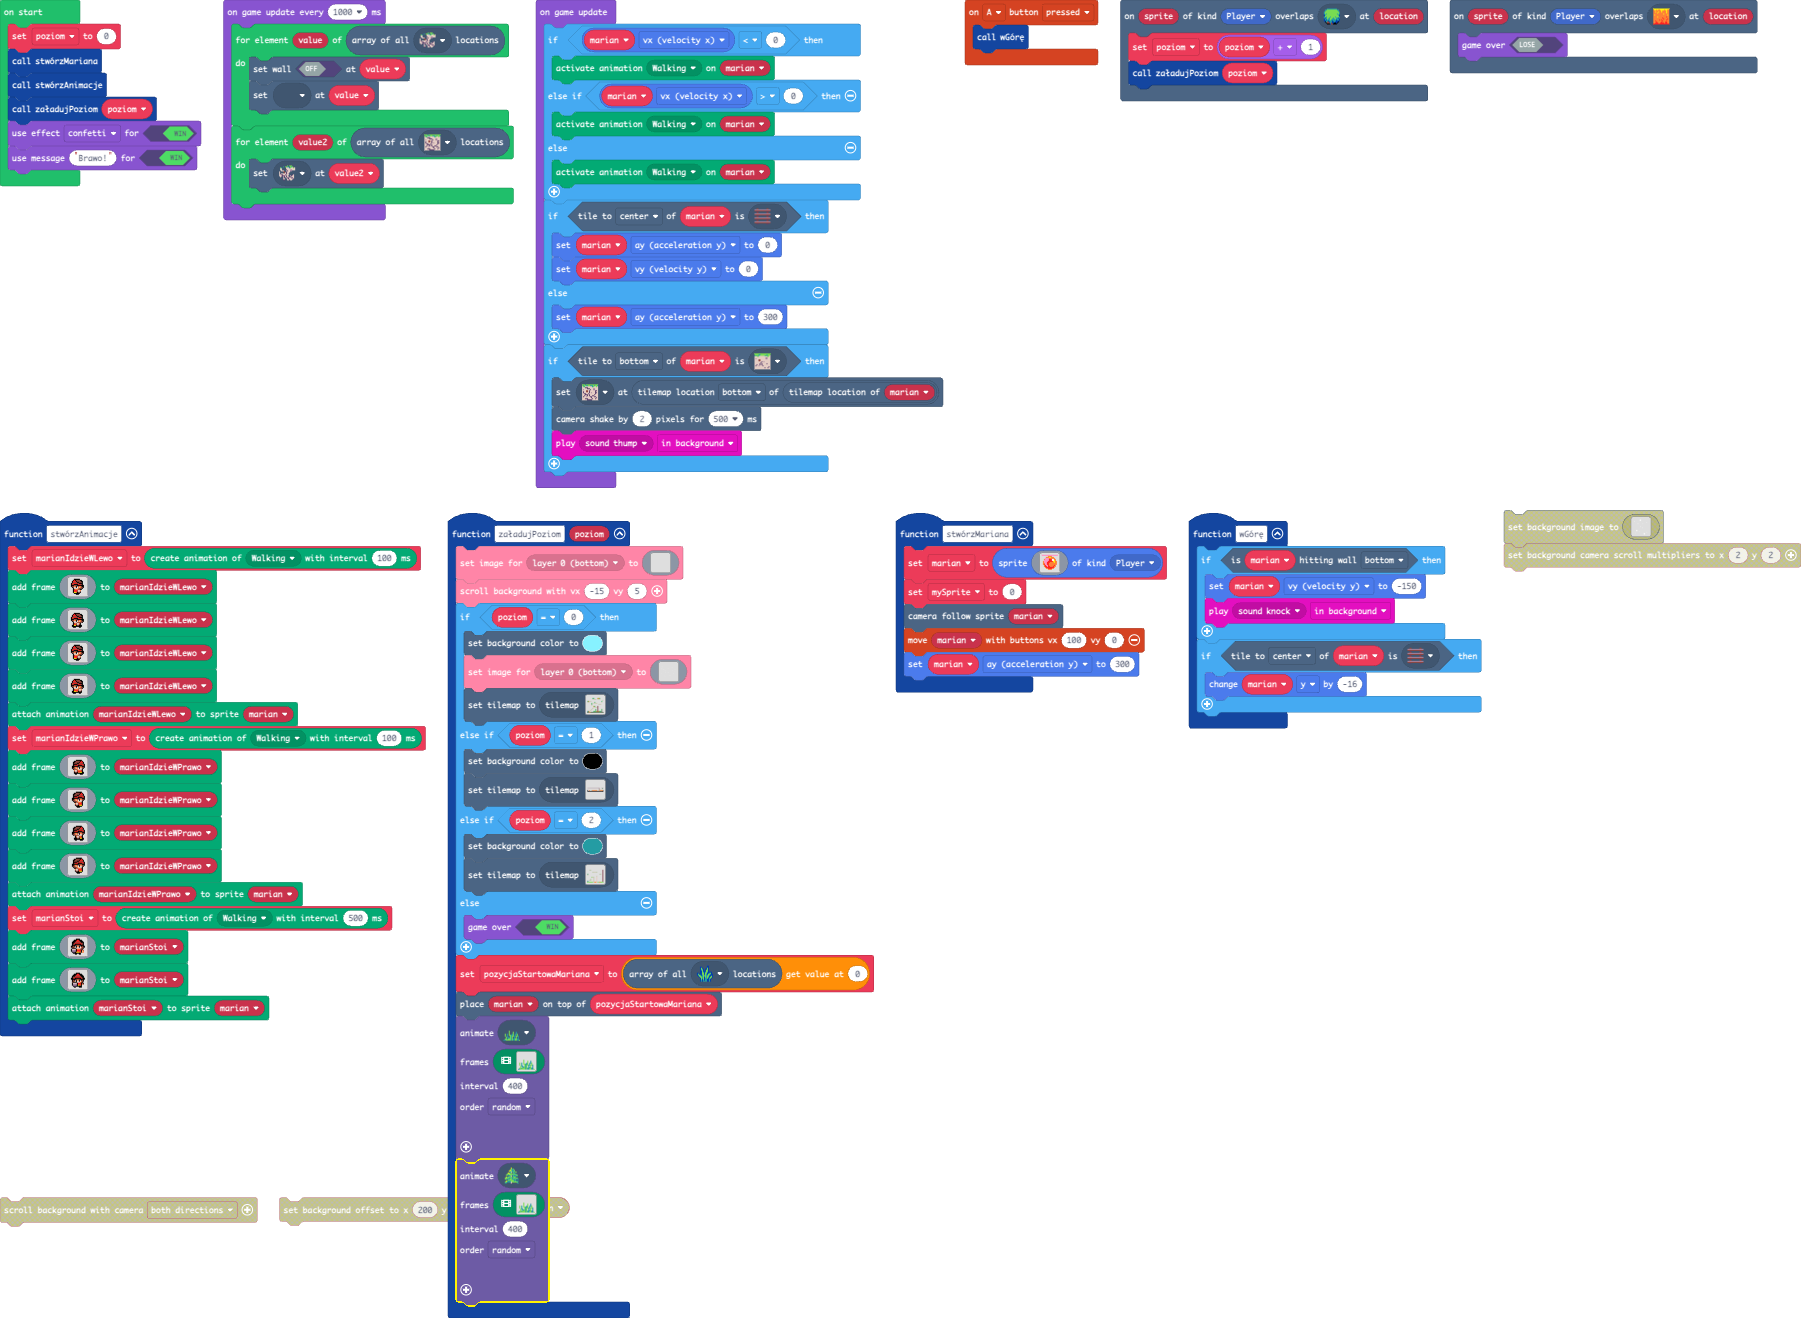 on start
set poziom to 0
call stwórzMariana
call stwórzAnimacje
call załadujPoziom poziom
use effect confetti for WIN
use message "Brawo!" for WIN
on game update every 1000 ms
for element value of array of all locations
do
set wall OFF at value
set at value
for element value2 of array of all locations
do
set at value2
on game update
if marian vx (velocity x) < 0 then
activate animation Walking on marian
else if marian vx (velocity x) > 0 then
activate animation Walking on marian
else
activate animation Walking on marian
if tile to center of marian is then
set marian ay (acceleration y) to 0
set marian vy (velocity y) to 0
else
set marian ay (acceleration y) to 300
if tile to bottom of marian is then
set at tilemap location bottom of tilemap location of marian
camera shake by 2 pixels for 500 ms
play sound thump in background
on A button pressed
call wGórę
on sprite of kind Player overlaps at location
set poziom to poziom + 1
call załadujPoziom poziom
on sprite of kind Player overlaps at location
game over LOSE
function stwórzAnimacje
set marianIdzieWLewo to create animation of Walking with interval 100 ms
add frame to marianIdzieWLewo
add frame to marianIdzieWLewo
add frame to marianIdzieWLewo
add frame to marianIdzieWLewo
attach animation marianIdzieWLewo to sprite marian
set marianIdzieWPrawo to create animation of Walking with interval 100 ms
add frame to marianIdzieWPrawo
add frame to marianIdzieWPrawo
add frame to marianIdzieWPrawo
add frame to marianIdzieWPrawo
attach animation marianIdzieWPrawo to sprite marian
set marianStoi to create animation of Walking with interval 500 ms
add frame to marianStoi
add frame to marianStoi
attach animation marianStoi to sprite marian
function załadujPoziom poziom
set image for layer 0 (bottom) to
scroll background with vx -15 vy 5
if poziom = 0 then
set background color to
set image for layer 0 (bottom) to
set tilemap to tilemap
else if poziom = 1 then
set background color to
set tilemap to tilemap
else if poziom = 2 then
set background color to
set tilemap to tilemap
else
game over WIN
set pozycjaStartowaMariana to array of all locations get value at 0
place marian on top of pozycjaStartowaMariana
animate
frames
interval 400
order random
animate
frames
interval 400
order random
function stwórzMariana
set marian to sprite of kind Player
set mySprite to 0
camera follow sprite marian
move marian with buttons vx 100 vy 0
set marian ay (acceleration y) to 300
function wGórę
if is marian hitting wall bottom then
set marian vy (velocity y) to -150
play sound knock in background
if tile to center of marian is then
change marian y by -16
set background image to
set background camera scroll multipliers to x 2 y 2
scroll background with camera both directions
set background offset to x 200 y